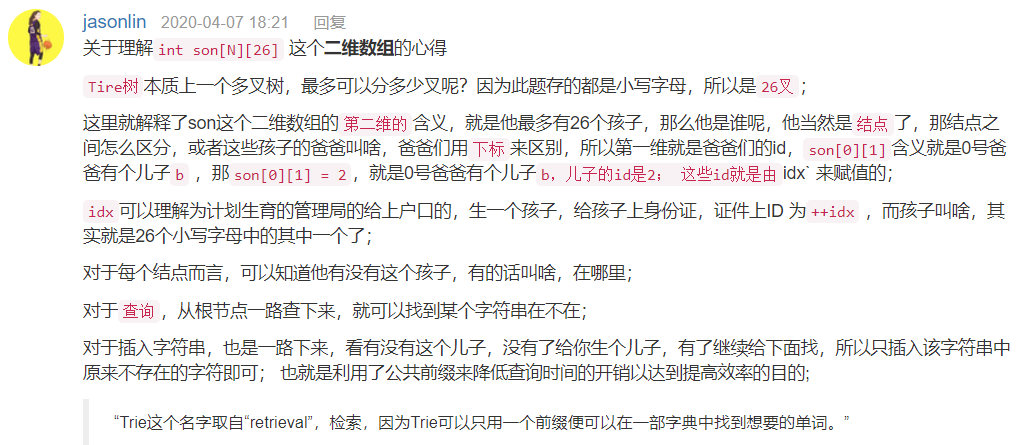 jasonlin 2020-04-07 18:21 回复
关于理解 int son[N][26] 这个二维数组的心得
Tire树 本质上一个多叉树，最多可以分多少叉呢？因为此题存的都是小写字母，所以是 26叉 ；
这里就解释了son这个二维数组的 第二维的 含义，就是他最多有26个孩子，那么他是谁呢，他当然是 结点 了，那结点之
间怎么区分，或者这些孩子的爸爸叫啥，爸爸们用 下标 来区别，所以第一维就是爸爸们的id， son[0][1] 含义就是0号爸
爸有个儿子 b ，那 son[0][1] = 2 ，就是0号爸爸有个儿子 b，儿子的id是2； 这些id就是由 idx` 来赋值的；
idx 可以理解为计划生育的管理局的给上户口的，生一个孩子，给孩子上身份证，证件上ID 为 ++idx ，而孩子叫啥，其
实就是26个小写字母中的其中一个了；
对于每个结点而言，可以知道他有没有这个孩子，有的话叫啥，在哪里；
对于 查询 ，从根节点一路查下来，就可以找到某个字符串在不在；
对于插入字符串，也是一路下来，看有没有这个儿子，没有了给你生个儿子，有了继续给下面找，所以只插入该字符串中
原来不存在的字符即可； 也就是利用了公共前缀来降低查询时间的开销以达到提高效率的目的;
“Trie这个名字取自“retrieval”，检索，因为Trie可以只用一个前缀便可以在一部字典中找到想要的单词。”